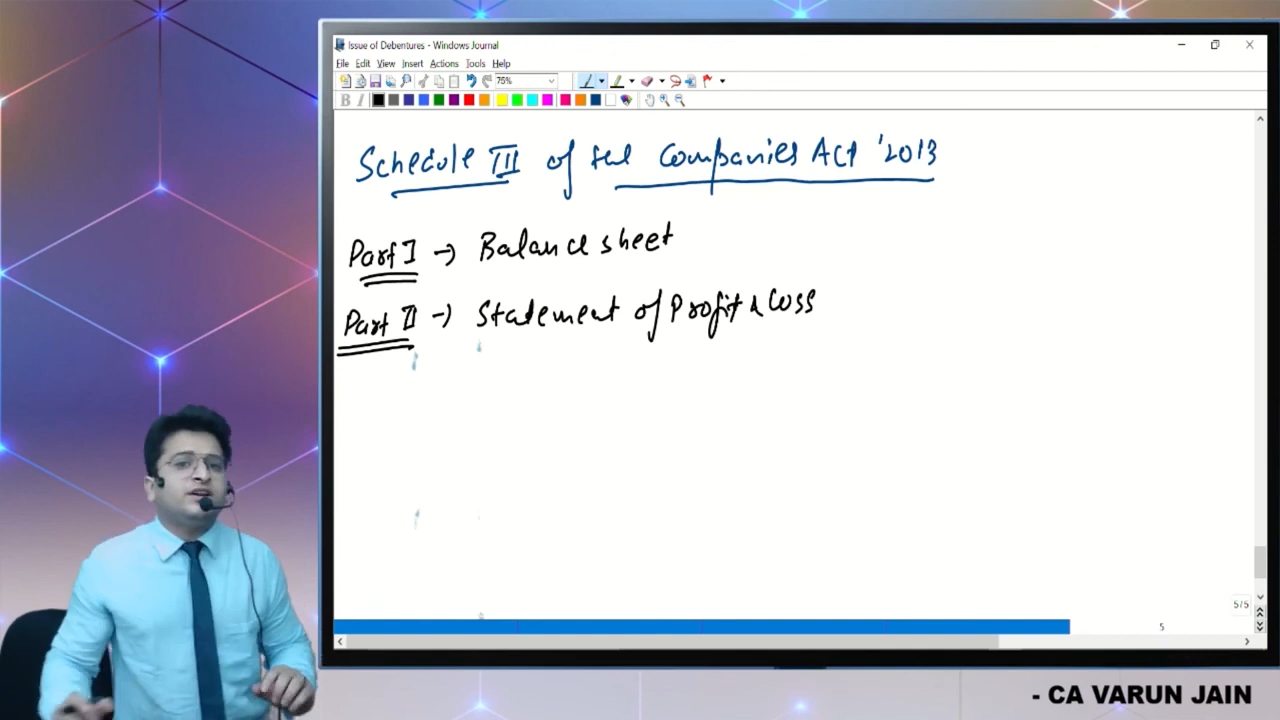 Issue of Debentures - Windows Journal
File Edit View Insert Actions Tools Help
75%
B I
Schedule III of the Companies Act '2013
Part I → Balance sheet
Part II → Statement of Profit & Loss
5/5
5
- CA VARUN JAIN